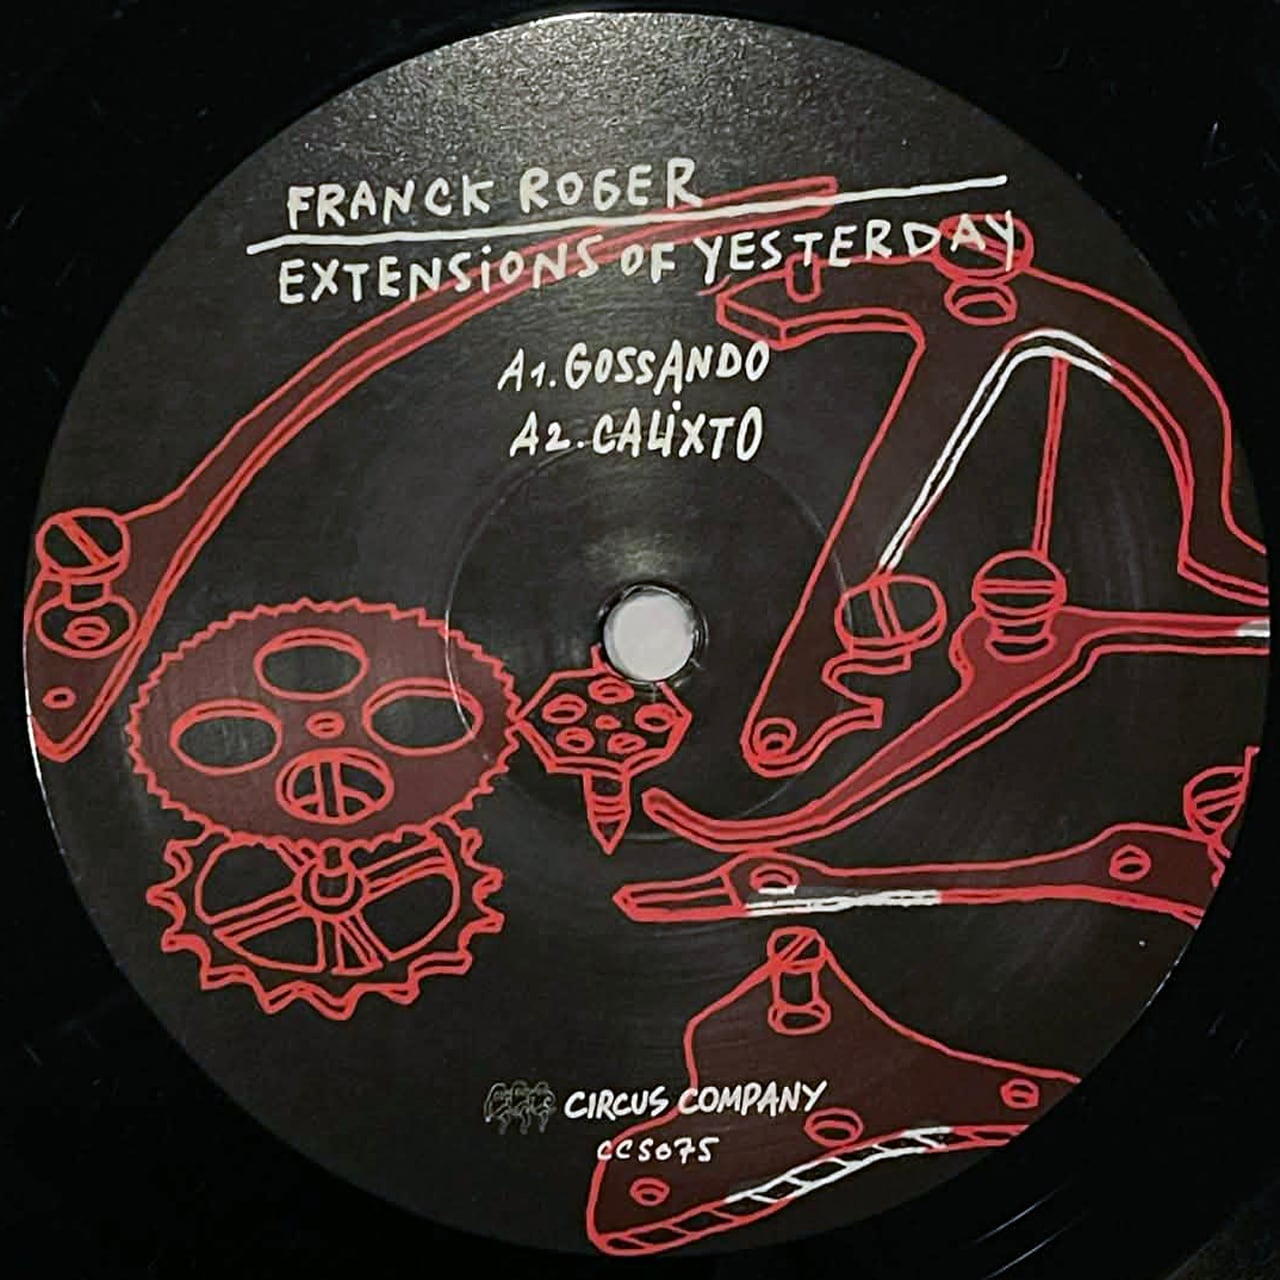 FRANCK ROGER
EXTENSIONS OF YESTERDAY
A1. GOSSANDO
A2. CALiXTO
CIRCUS COMPANY
CCS075